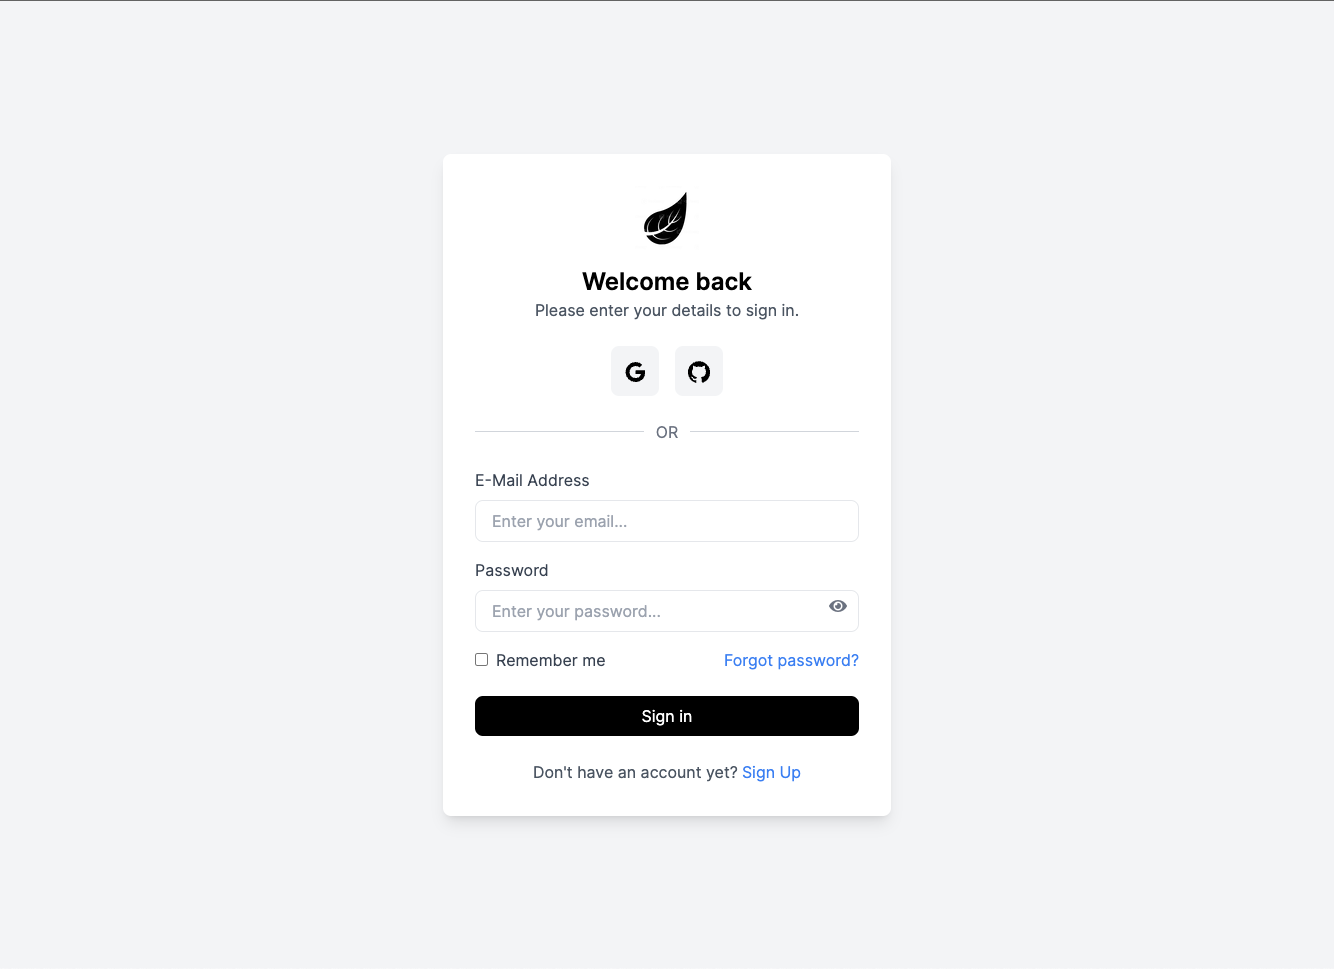 Welcome back
Please enter your details to sign in.
OR
E-Mail Address
Enter your email...
Password
Enter your password...
Remember me
Forgot password?
Sign in
Don't have an account yet? Sign Up